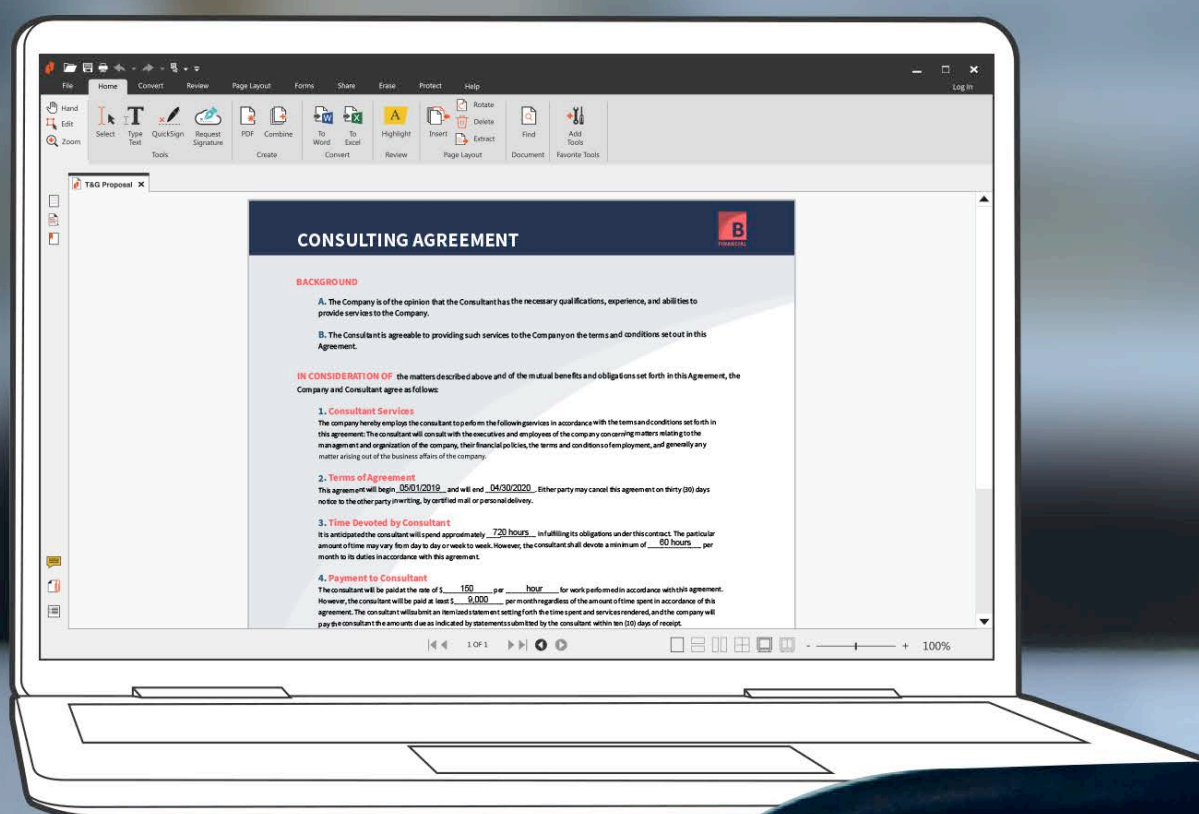 File Home Convert Review Page Layout Forms Share Erase Protect Help Log In
Hand
Edit
Zoom
Select
Type Text
QuickSign
Request Signature
Tools
PDF
Combine
Create
To Word
To Excel
Convert
A
Highlight
Review
Insert
Rotate
Delete
Extract
Page Layout
Find
Document
Add Tools
Favorite Tools
T&G Proposal
CONSULTING AGREEMENT
B
FINANCIAL
BACKGROUND
A. The Company is of the opinion that the Consultant has the necessary qualifications, experience, and abilities to
provide services to the Company.
B. The Consultant is agreeable to providing such services to the Company on the terms and conditions set out in this
Agreement.
IN CONSIDERATION OF the matters described above and of the mutual benefits and obligations set forth in this Agreement, the
Company and Consultant agree as follows:
1. Consultant Services
The company hereby employs the consultant to perform the following services in accordance with the terms and conditions set forth in
this agreement: The consultant will consult with the executives and employees of the company concerning matters relating to the
management and organization of the company, their financial policies, the terms and conditions of employment, and generally any
matter arising out of the business affairs of the company.
2. Terms of Agreement
This agreement will begin 05/01/2019 and will end 04/30/2020. Either party may cancel this agreement on thirty (30) days
notice to the other party in writing, by certified mail or personal delivery.
3. Time Devoted by Consultant
It is anticipated the consultant will spend approximately 720 hours in fulfilling its obligations under this contract. The particular
amount of time may vary from day to day or week to week. However, the consultant shall devote a minimum of 60 hours per
month to its duties in accordance with this agreement.
4. Payment to Consultant
The consultant will be paid at the rate of $ 150 per hour for work performed in accordance with this agreement.
However, the consultant will be paid at least $ 9,000 per month regardless of the amount of time spent in accordance of this
agreement. The consultant will submit an itemized statement setting forth the time spent and services rendered, and the company will
pay the consultant the amounts due as indicated by statements submitted by the consultant within ten (10) days of receipt.
1 OF 1
- + 100%